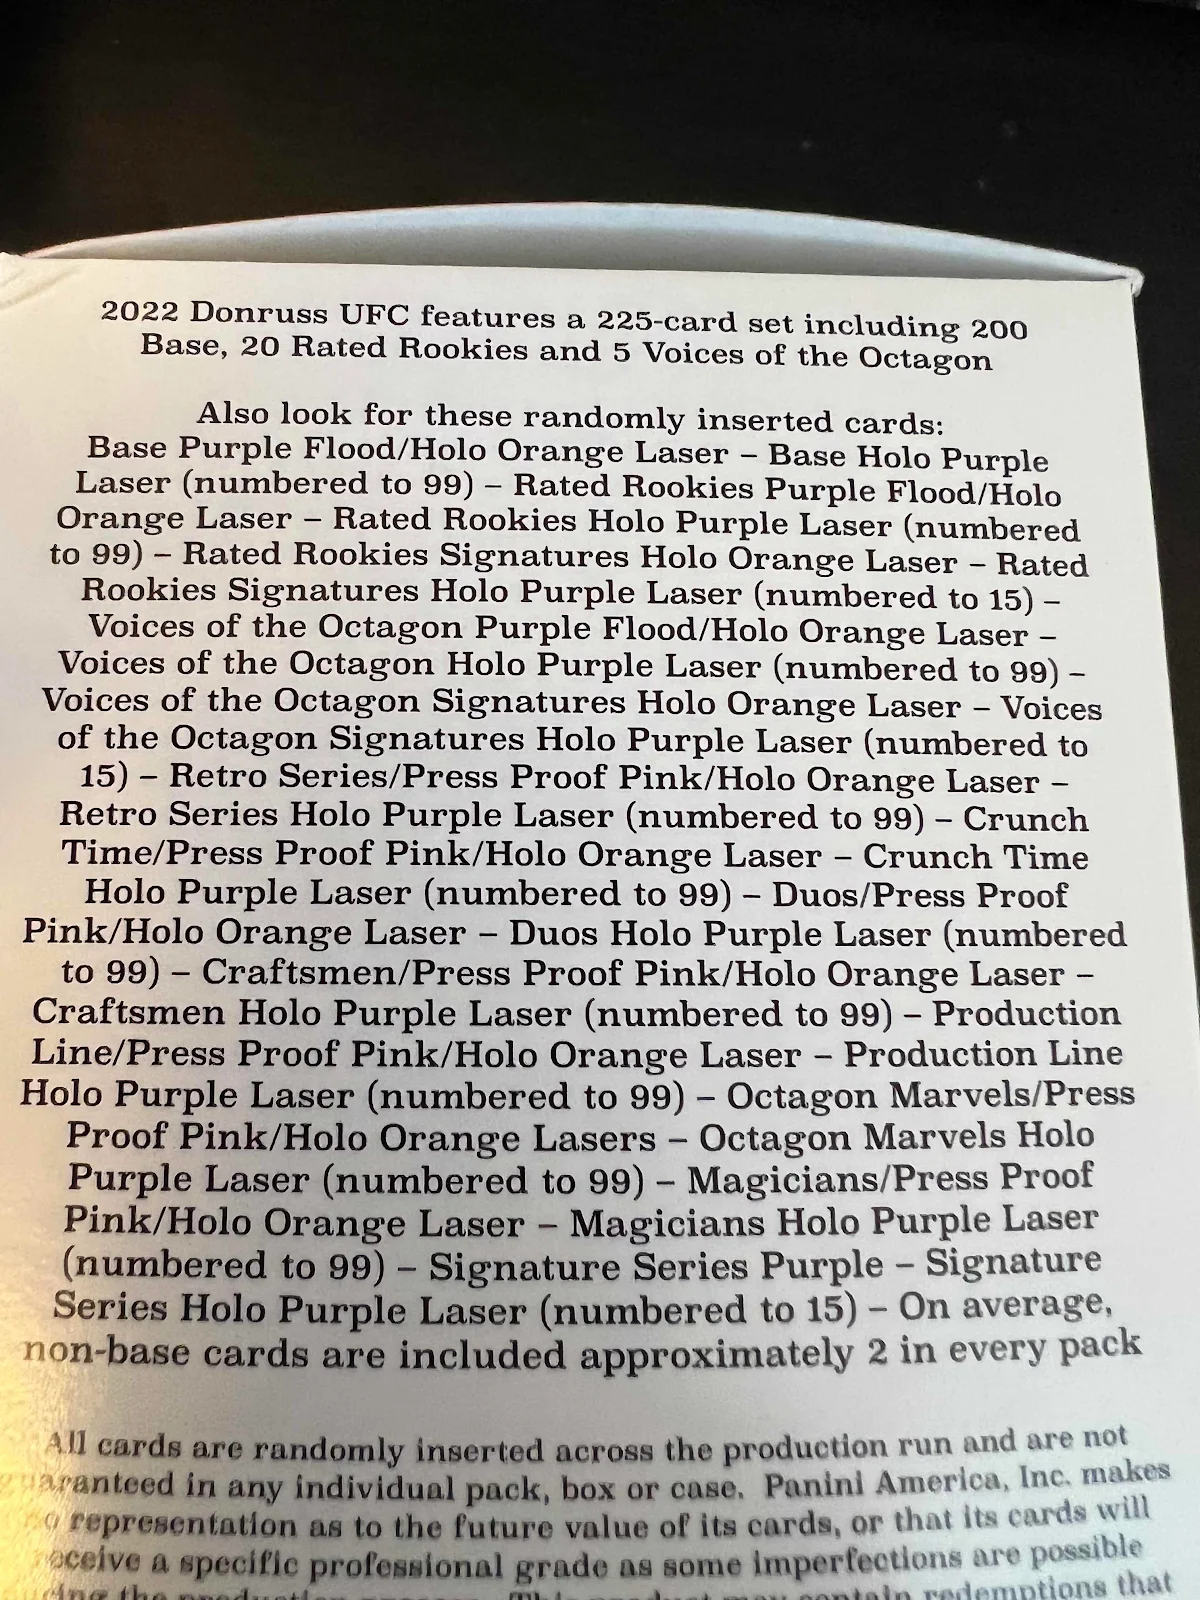 2022 Donruss UFC features a 225-card set including 200
Base, 20 Rated Rookies and 5 Voices of the Octagon
Also look for these randomly inserted cards:
Base Purple Flood/Holo Orange Laser – Base Holo Purple
Laser (numbered to 99) – Rated Rookies Purple Flood/Holo
Orange Laser – Rated Rookies Holo Purple Laser (numbered
to 99) – Rated Rookies Signatures Holo Orange Laser – Rated
Rookies Signatures Holo Purple Laser (numbered to 15) –
Voices of the Octagon Purple Flood/Holo Orange Laser –
Voices of the Octagon Holo Purple Laser (numbered to 99) –
Voices of the Octagon Signatures Holo Orange Laser – Voices
of the Octagon Signatures Holo Purple Laser (numbered to
15) – Retro Series/Press Proof Pink/Holo Orange Laser –
Retro Series Holo Purple Laser (numbered to 99) – Crunch
Time/Press Proof Pink/Holo Orange Laser – Crunch Time
Holo Purple Laser (numbered to 99) – Duos/Press Proof
Pink/Holo Orange Laser – Duos Holo Purple Laser (numbered
to 99) – Craftsmen/Press Proof Pink/Holo Orange Laser –
Craftsmen Holo Purple Laser (numbered to 99) – Production
Line/Press Proof Pink/Holo Orange Laser – Production Line
Holo Purple Laser (numbered to 99) – Octagon Marvels/Press
Proof Pink/Holo Orange Lasers – Octagon Marvels Holo
Purple Laser (numbered to 99) – Magicians/Press Proof
Pink/Holo Orange Laser – Magicians Holo Purple Laser
(numbered to 99) – Signature Series Purple – Signature
Series Holo Purple Laser (numbered to 15) – On average,
non-base cards are included approximately 2 in every pack
All cards are randomly inserted across the production run and are not
guaranteed in any individual pack, box or case. Panini America, Inc. makes
no representation as to the future value of its cards, or that its cards will
receive a specific professional grade as some imperfections are possible
the production This product may contain redemptions that